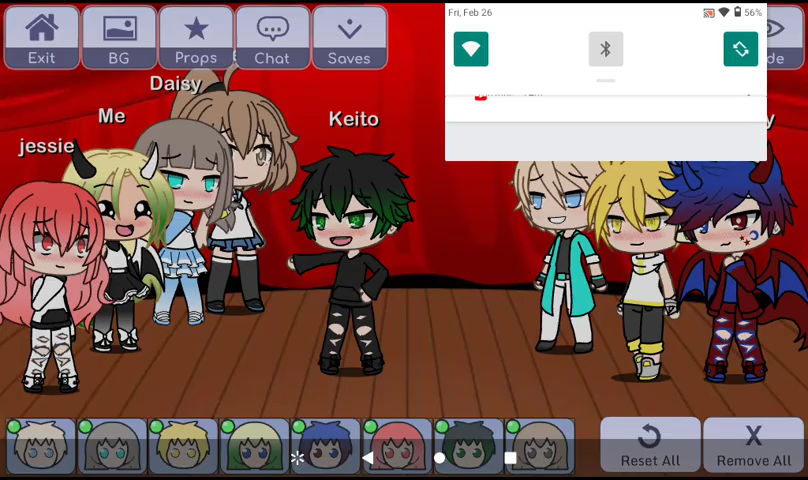 Fri, Feb 26
56%
Exit
BG
Props
Chat
Saves
Daisy
Me
Keito
jessie
Reset All
X
Remove All